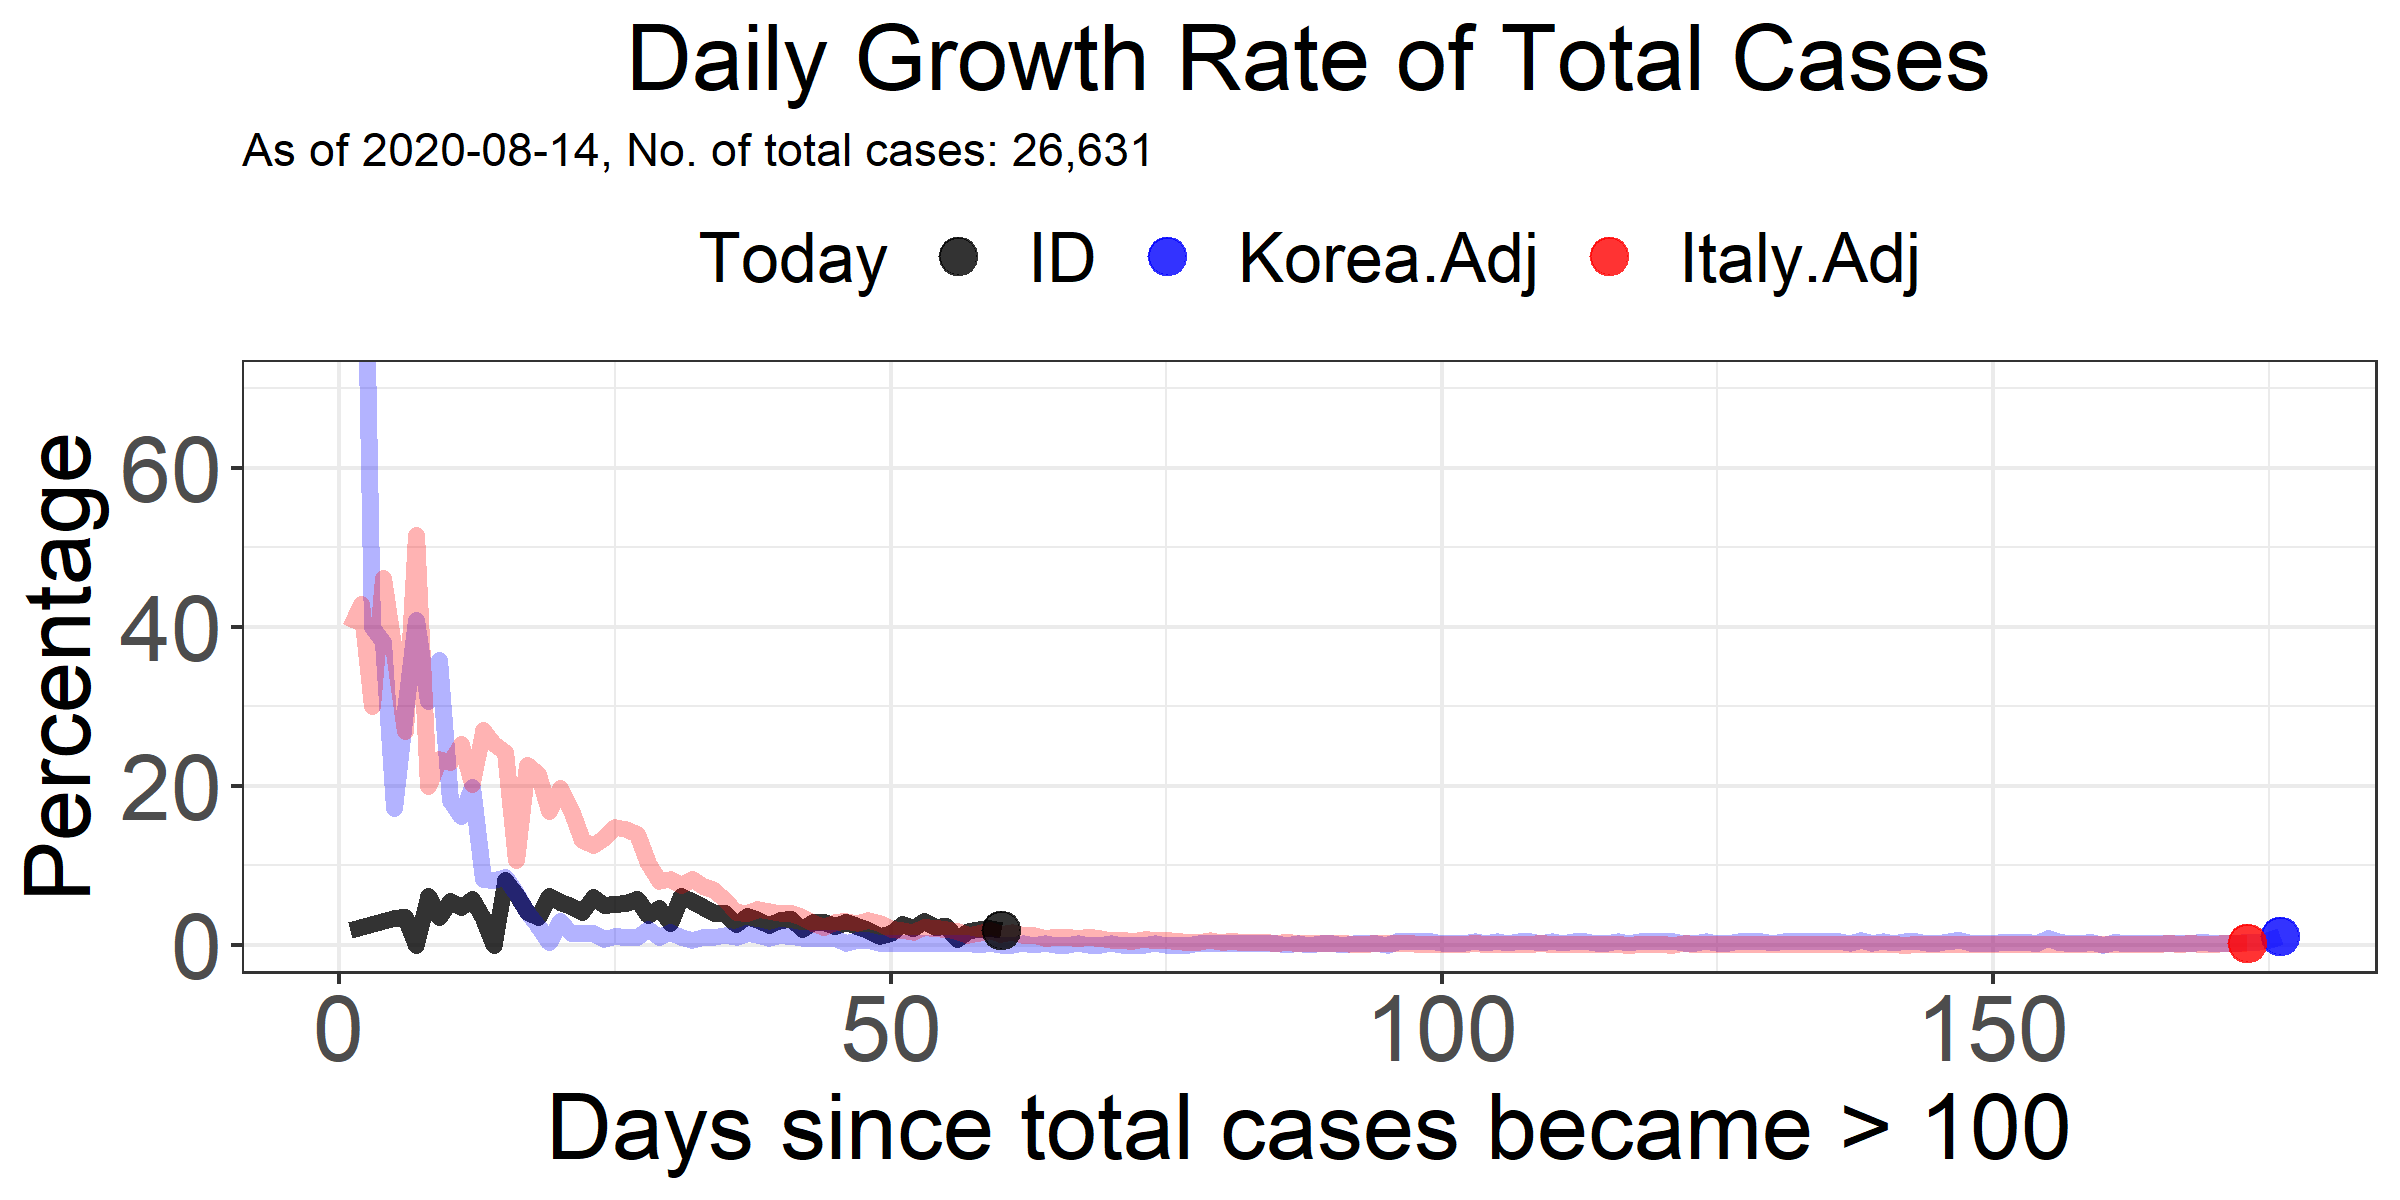 Daily Growth Rate of Total Cases
As of 2020-08-14, No. of total cases: 26,631
Today ID Korea.Adj Italy.Adj
Percentage
60
40
20
0
0 50 100 150
Days since total cases became > 100